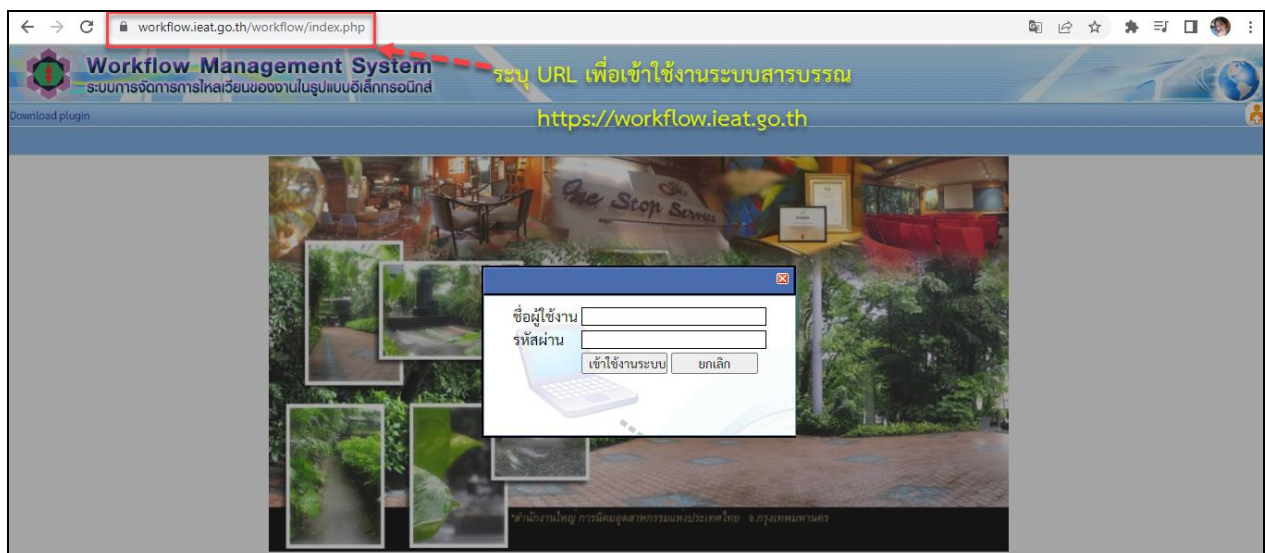 workflow.ieat.go.th/workflow/index.php
Workflow Management System
ระบบการจัดการการไหลเวียนของงานในรูปแบบอิเล็กทรอนิกส์
ระบุ URL เพื่อเข้าใช้งานระบบสารบรรณ
https://workflow.ieat.go.th
Download plugin
One Stop Service
ชื่อผู้ใช้งาน
รหัสผ่าน
เข้าใช้งานระบบ ยกเลิก
"สำนักงานใหญ่ การนิคมอุตสาหกรรมแห่งประเทศไทย จ.กรุงเทพมหานคร